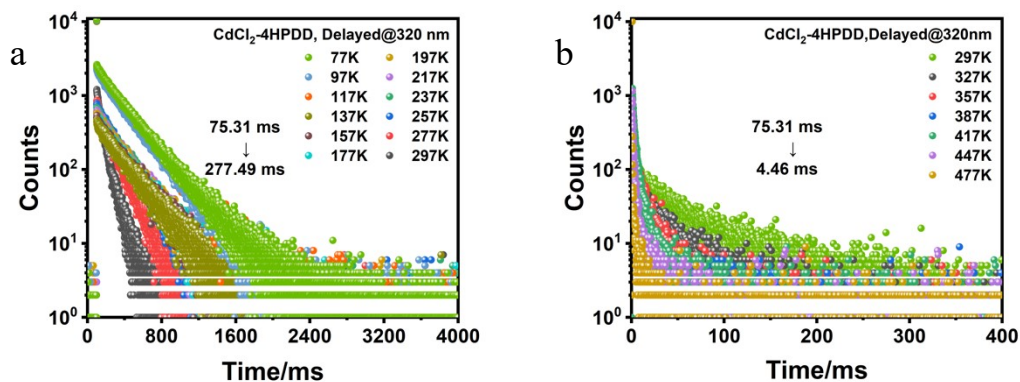 a
CdCl₂-4HPDD, Delayed@320 nm
77K 197K
97K 217K
117K 237K
137K 257K
157K 277K
177K 297K
75.31 ms
↓
277.49 ms
Counts
10⁴
10³
10²
10¹
10⁰
0 800 1600 2400 3200 4000
Time/ms
b
CdCl₂-4HPDD,Delayed@320nm
297K
327K
357K
387K
417K
447K
477K
75.31 ms
↓
4.46 ms
Counts
10⁴
10³
10²
10¹
10⁰
0 100 200 300 400
Time/ms